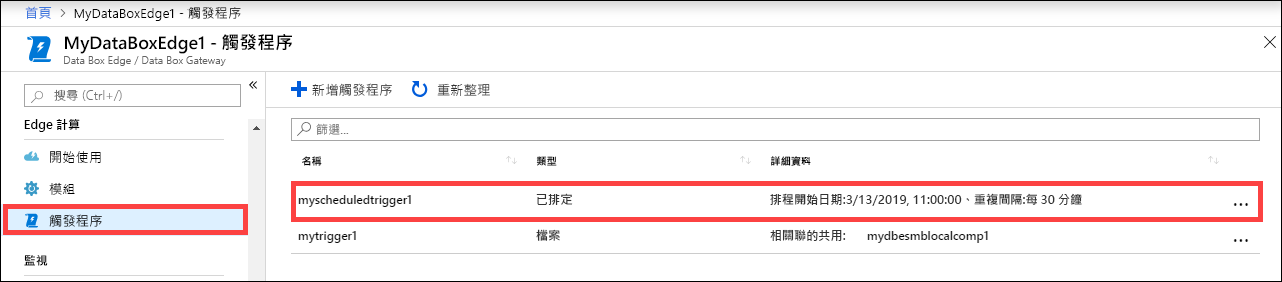 首頁 > MyDataBoxEdge1 - 觸發程序
MyDataBoxEdge1 - 觸發程序
Data Box Edge / Data Box Gateway
搜尋 (Ctrl+/)
Edge 計算
開始使用
模組
觸發程序
監視
新增觸發程序 重新整理
篩選...
名稱 類型 詳細資料
myscheduledtrigger1 已排定 排程開始日期:3/13/2019, 11:00:00、重複間隔:每 30 分鐘 ...
mytrigger1 檔案 相關聯的共用: mydbesmblocalcomp1 ...